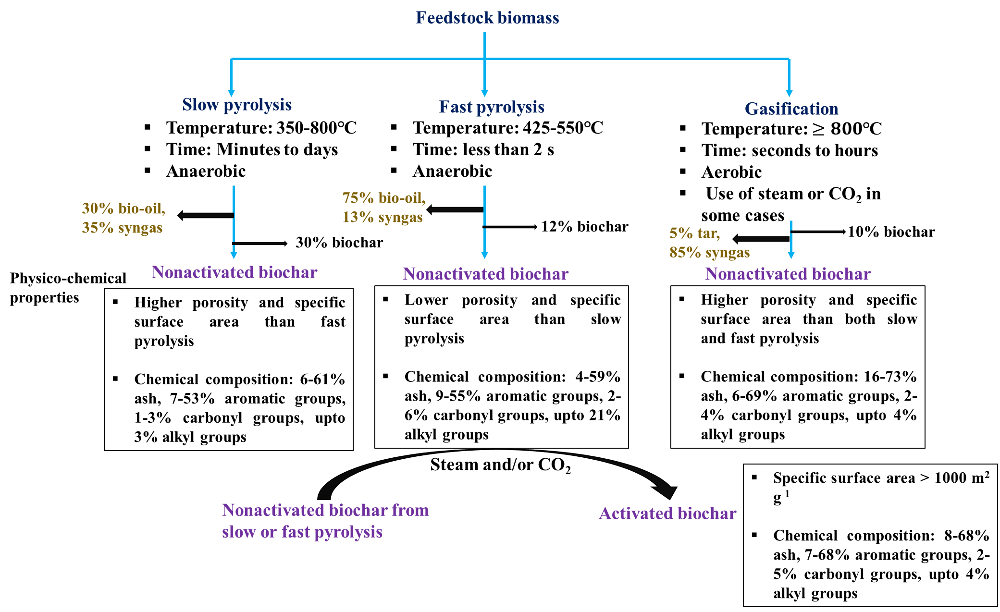 Feedstock biomass
Slow pyrolysis
▪ Temperature: 350-800°C
▪ Time: Minutes to days
▪ Anaerobic
30% bio-oil,
35% syngas
30% biochar
Fast pyrolysis
▪ Temperature: 425-550°C
▪ Time: less than 2 s
▪ Anaerobic
75% bio-oil,
13% syngas
12% biochar
Gasification
▪ Temperature: ≥ 800°C
▪ Time: seconds to hours
▪ Aerobic
▪ Use of steam or CO₂ in
some cases
5% tar,
85% syngas
10% biochar
Physico-chemical
properties
Nonactivated biochar
▪ Higher porosity and specific
surface area than fast
pyrolysis
▪ Chemical composition: 6-61%
ash, 7-53% aromatic groups,
1-3% carbonyl groups, upto
3% alkyl groups
Nonactivated biochar
▪ Lower porosity and specific
surface area than slow
pyrolysis
▪ Chemical composition: 4-59%
ash, 9-55% aromatic groups, 2-
6% carbonyl groups, upto 21%
alkyl groups
Nonactivated biochar
▪ Higher porosity and specific
surface area than both slow
and fast pyrolysis
▪ Chemical composition: 16-73%
ash, 6-69% aromatic groups, 2-
4% carbonyl groups, upto 4%
alkyl groups
Steam and/or CO₂
Nonactivated biochar from
slow or fast pyrolysis
Activated biochar
▪ Specific surface area > 1000 m²
g⁻¹
▪ Chemical composition: 8-68%
ash, 7-68% aromatic groups, 2-
5% carbonyl groups, upto 4%
alkyl groups